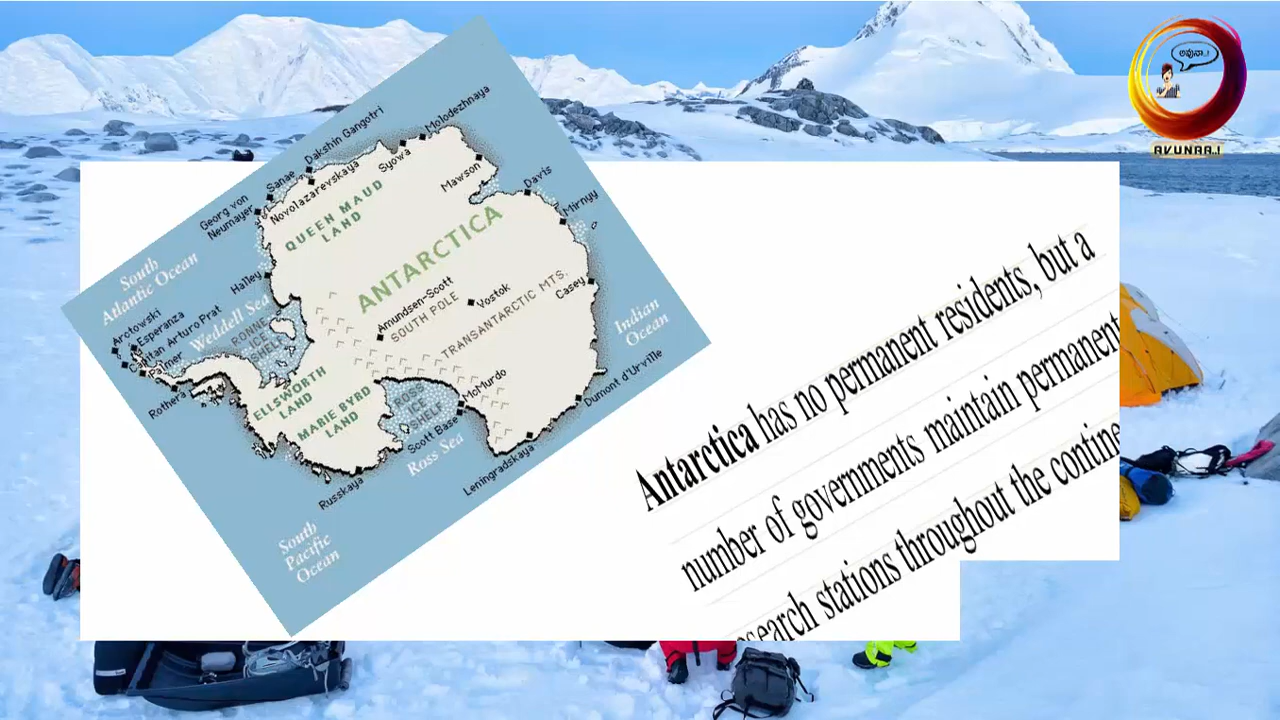 అవునా..!
AVUNAA..!
Molodezhnaya
Dakshin Gangotri
Syowa
Sanae
Novolazarevskaya
Mawson
Davis
Mirnyy
Georg von
Neumayer
QUEEN MAUD
LAND
ANTARCTICA
South
Atlantic Ocean
Halley
Casey
Amundsen-Scott
SOUTH POLE
Vostok
TRANSANTARCTIC MTS.
Indian
Ocean
Arctowski
Esperanza
Arturo Prat
Palmer
Rothera
Weddell Sea
RONNE
ICE
SHELF
ELLSWORTH
LAND
MARIE BYRD
LAND
ROSS
ICE
SHELF
McMurdo
Scott Base
Ross Sea
Dumont d'Urville
Leningradskaya
Russkaya
South
Pacific
Ocean
Antarctica has no permanent residents, but a
number of governments maintain permanent
search stations throughout the contine